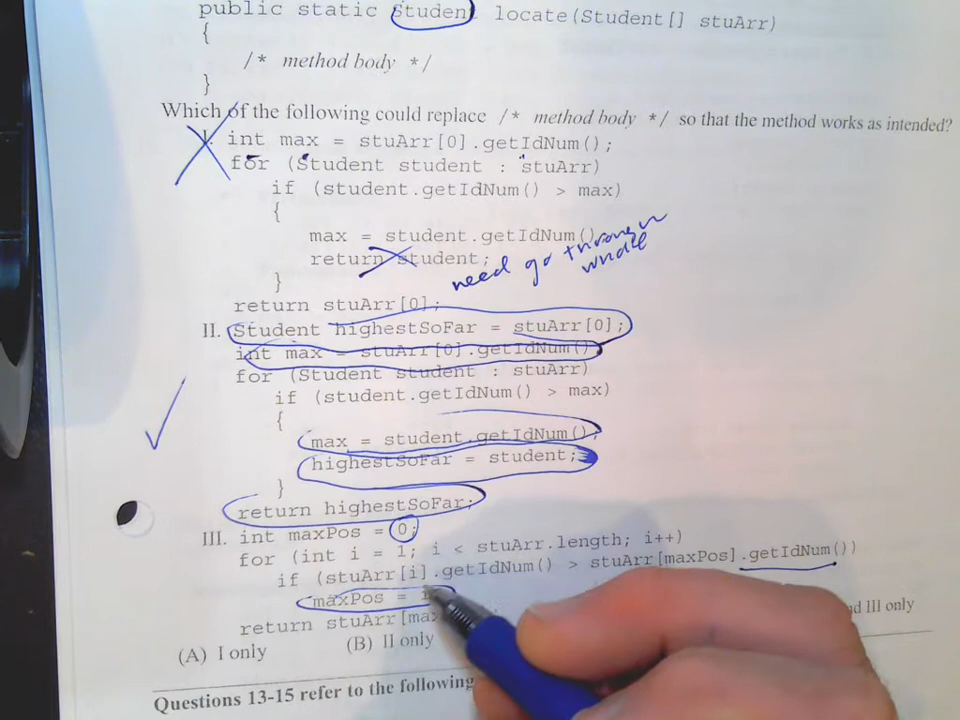 public static Student locate(Student[] stuArr)
{
/* method body */
}
Which of the following could replace /* method body */ so that the method works as intended?
I. int max = stuArr[0].getIdNum();
for (Student student : stuArr)
if (student.getIdNum() > max)
{
max = student.getIdNum();
return student;
need go through
whole
}
return stuArr[0];
II. Student highestSoFar = stuArr[0];
int max = stuArr[0].getIdNum();
for (Student student : stuArr)
if (student.getIdNum() > max)
{
max = student.getIdNum();
highestSoFar = student;
}
return highestSoFar;
III. int maxPos = 0;
for (int i = 1; i < stuArr.length; i++)
if (stuArr[i].getIdNum() > stuArr[maxPos].getIdNum())
maxPos = i
return stuArr[max
(A) I only (B) II only d III only
Questions 13-15 refer to the following